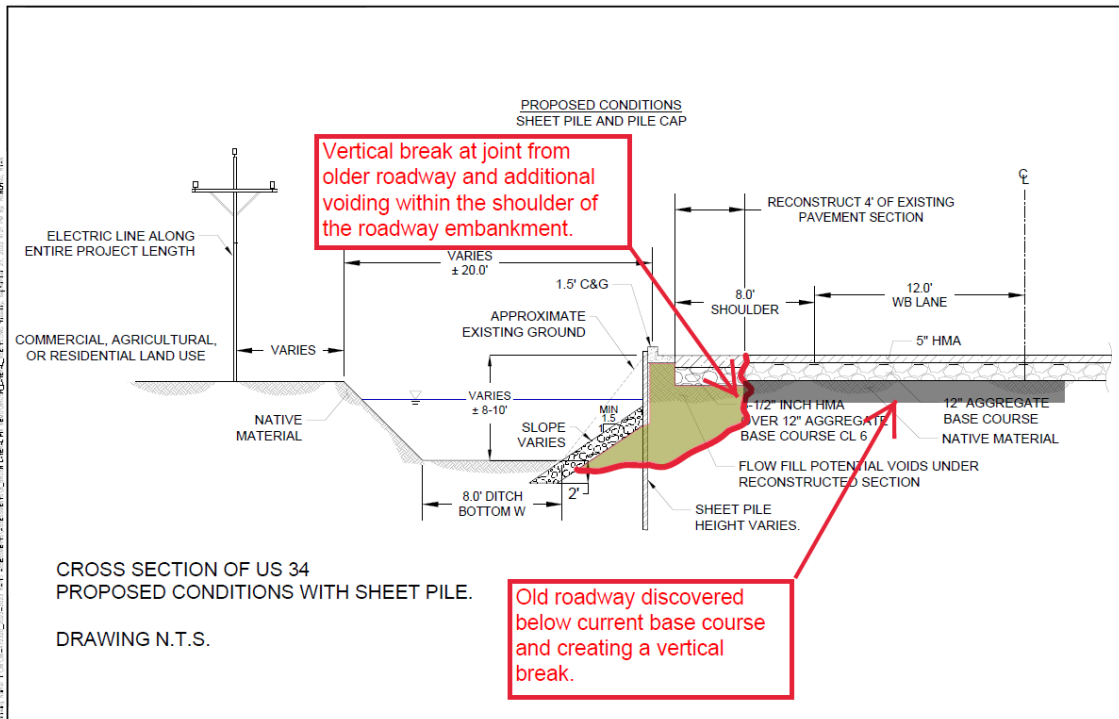 PROPOSED CONDITIONS
SHEET PILE AND PILE CAP
Vertical break at joint from
older roadway and additional
voiding within the shoulder of
the roadway embankment.
℄
RECONSTRUCT 4' OF EXISTING
PAVEMENT SECTION
ELECTRIC LINE ALONG
ENTIRE PROJECT LENGTH
VARIES
± 20.0'
1.5' C&G
8.0'
SHOULDER
12.0'
WB LANE
APPROXIMATE
EXISTING GROUND
COMMERCIAL, AGRICULTURAL,
OR RESIDENTIAL LAND USE
VARIES
5" HMA
VARIES
± 8-10'
MIN
1.5
NATIVE
MATERIAL
SLOPE
VARIES
-1/2" INCH HMA
OVER 12" AGGREGATE
BASE COURSE CL 6
12" AGGREGATE
BASE COURSE
NATIVE MATERIAL
FLOW FILL POTENTIAL VOIDS UNDER
RECONSTRUCTED SECTION
8.0' DITCH
BOTTOM W
2'
SHEET PILE
HEIGHT VARIES.
CROSS SECTION OF US 34
PROPOSED CONDITIONS WITH SHEET PILE.
DRAWING N.T.S.
Old roadway discovered
below current base course
and creating a vertical
break.